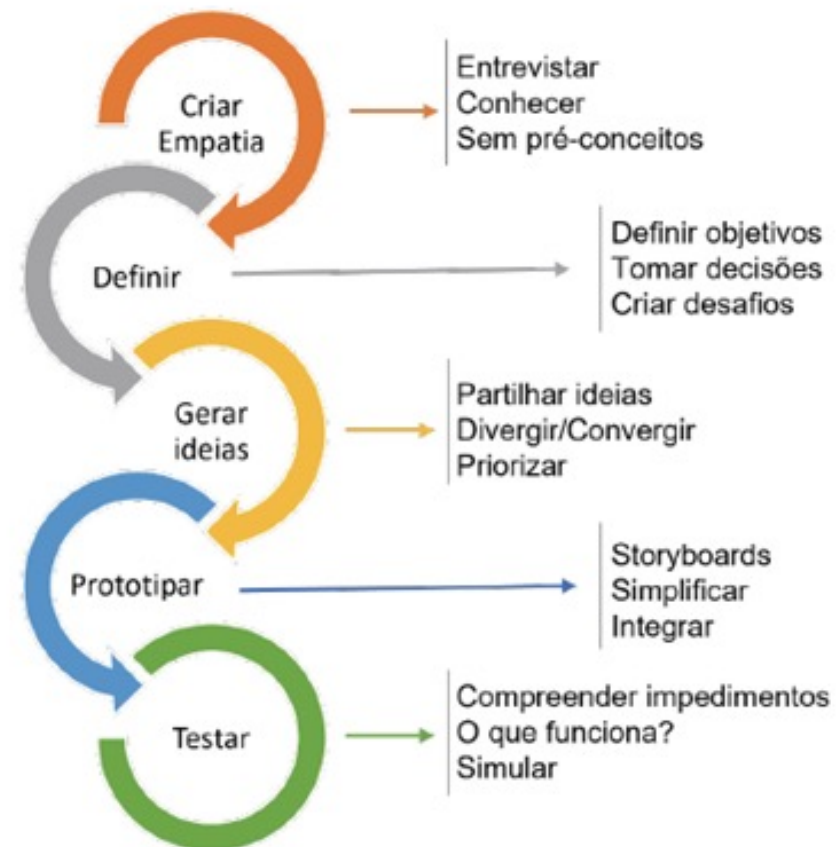 Criar
Empatia
Entrevistar
Conhecer
Sem pré-conceitos
Definir
Definir objetivos
Tomar decisões
Criar desafios
Gerar
ideias
Partilhar ideias
Divergir/Convergir
Priorizar
Prototipar
Storyboards
Simplificar
Integrar
Testar
Compreender impedimentos
O que funciona?
Simular